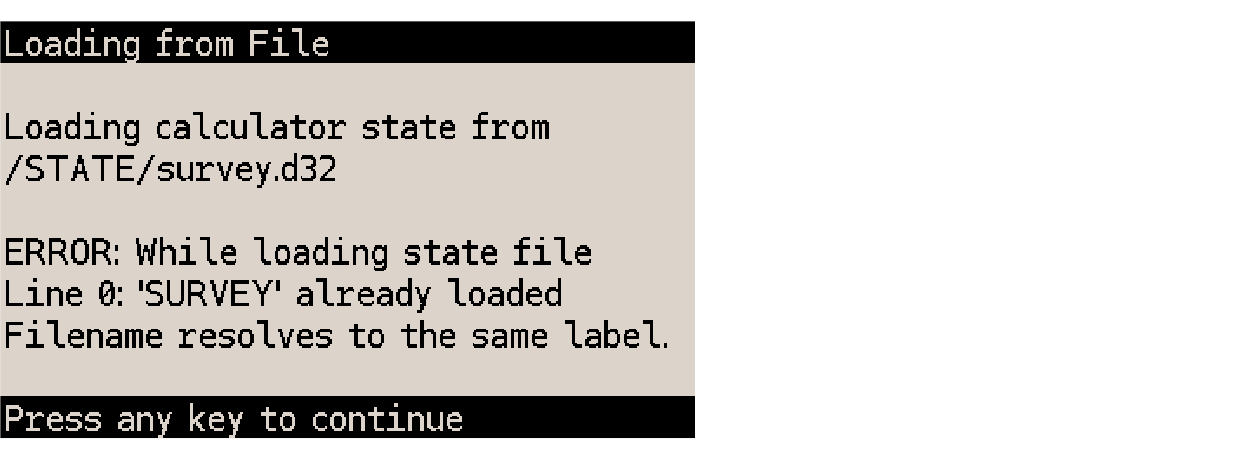 Loading from File
Loading calculator state from
/STATE/survey.d32
ERROR: While loading state file
Line 0: 'SURVEY' already loaded
Filename resolves to the same label.
Press any key to continue